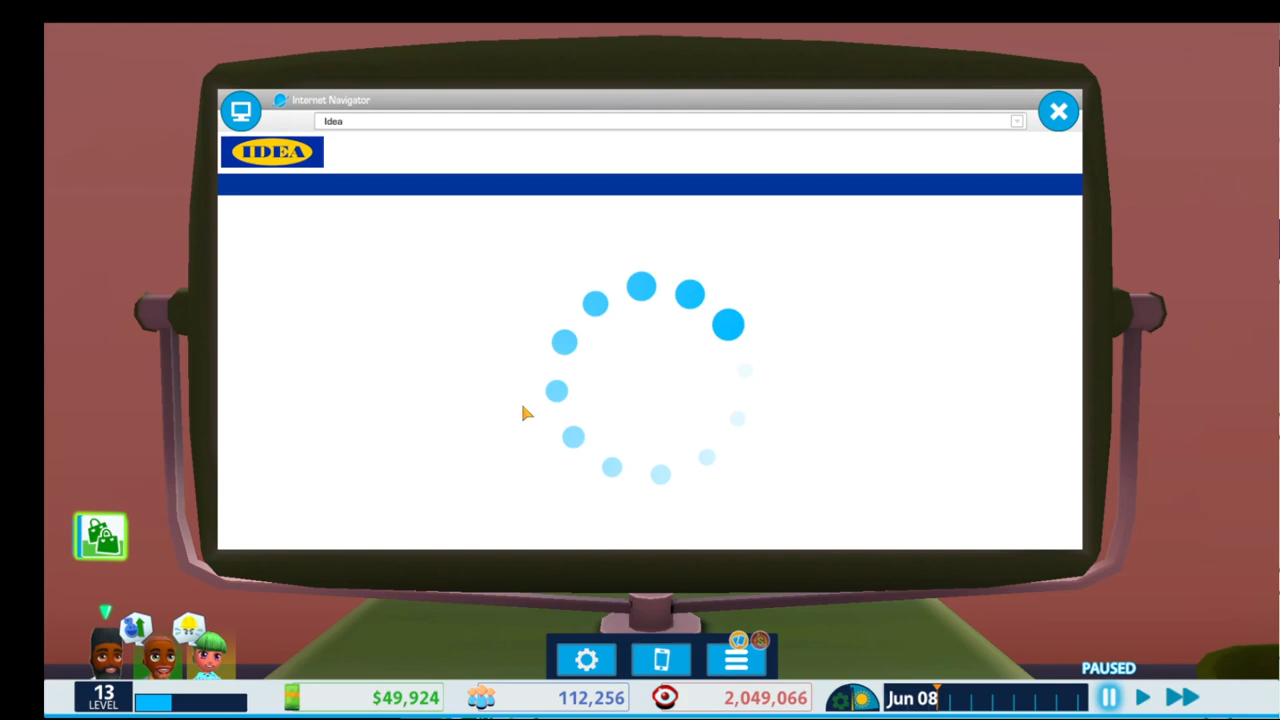 Internet Navigator
Idea
IDEA
PAUSED
13
LEVEL
$49,924
112,256
2,049,066
Jun 08